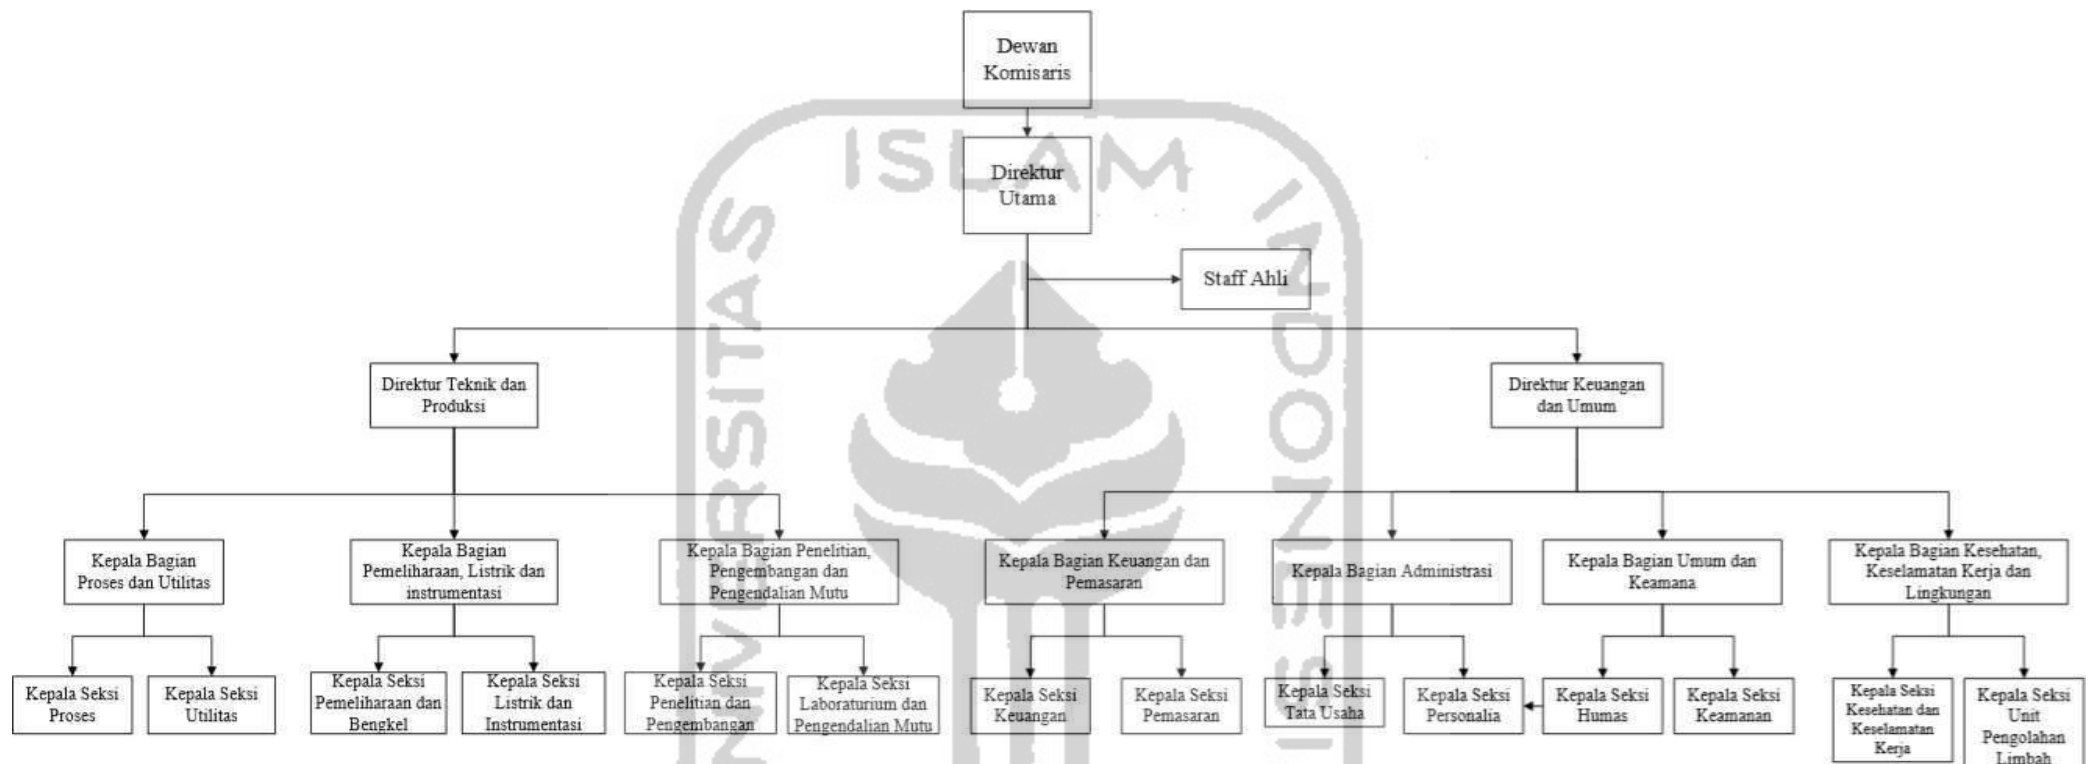 Dewan
Komisaris
Direktur
Utama
Staff Ahli
Direktur Teknik dan
Produksi
Direktur Keuangan
dan Umum
Kepala Bagian
Proses dan Utilitas
Kepala Bagian
Pemeliharaan, Listrik dan
instrumentasi
Kepala Bagian Penelitian,
Pengembangan dan
Pengendalian Mutu
Kepala Bagian Keuangan dan
Pemasaran
Kepala Bagian Administrasi
Kepala Bagian Umum dan
Keamana
Kepala Bagian Kesehatan,
Keselamatan Kerja dan
Lingkungan
Kepala Seksi
Proses
Kepala Seksi
Utilitas
Kepala Seksi
Pemeliharaan dan
Bengkel
Kepala Seksi
Listrik dan
Instrumentasi
Kepala Seksi
Penelitian dan
Pengembangan
Kepala Seksi
Laboraturium dan
Pengendalian Mutu
Kepala Seksi
Keuangan
Kepala Seksi
Pemasaran
Kepala Seksi
Tata Usaha
Kepala Seksi
Personalia
Kepala Seksi
Humas
Kepala Seksi
Keamanan
Kepala Seksi
Kesehatan dan
Keselamatan
Kerja
Kepala Seksi
Unit
Pengolahan
Limbah
NIVERSITAS
ISLAM
INDONESI